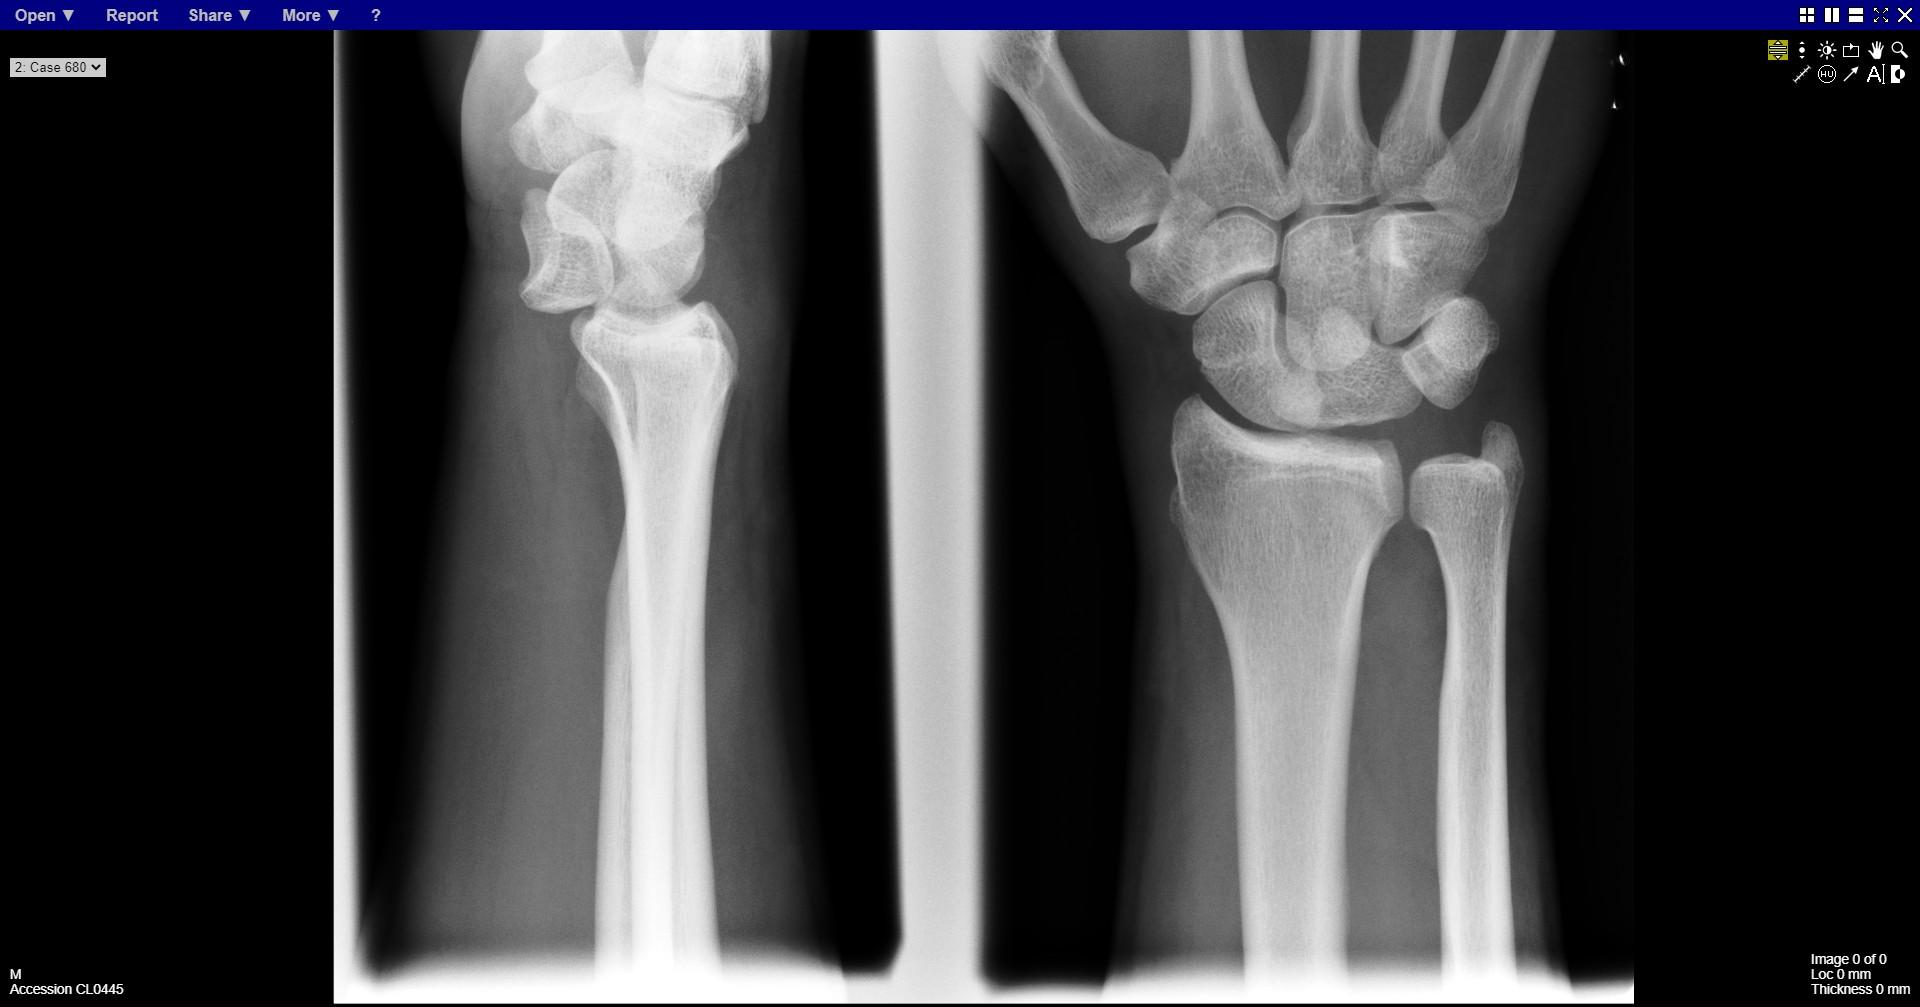 Open ▼ Report Share ▼ More ▼ ?
2: Case 680
HU
A
M
Accession CL0445
Image 0 of 0
Loc 0 mm
Thickness 0 mm